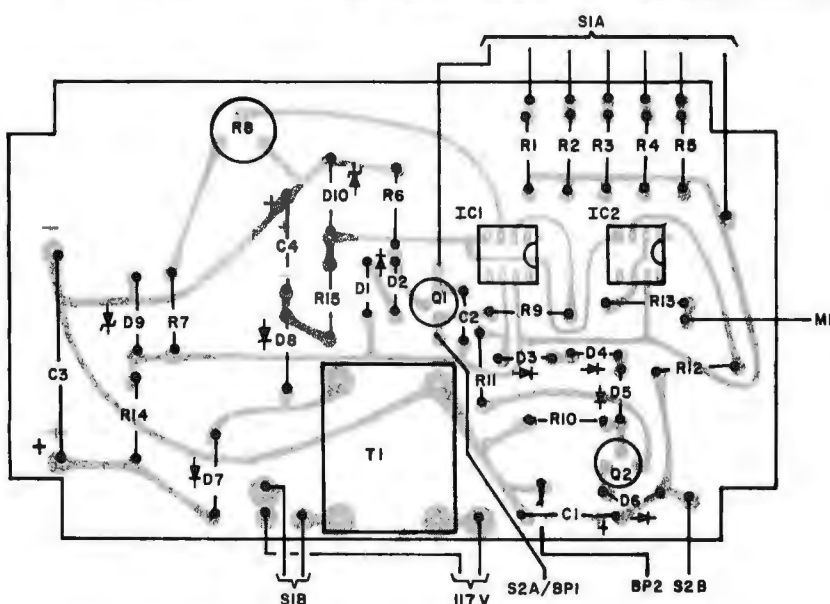 S1A
R8
R1 R2 R3 R4 R5
D10 R6
IC1 IC2
+
C4
-
-
D1 D2 Q1 C2 R9 R13
R15
D9 R7 D8 M1
D3 D4
C3 R11 R12
R14 D5
R10
T1
+ D7 Q2
D6
C1 +
S1B 117V S2A/BP1 BP2 S2B